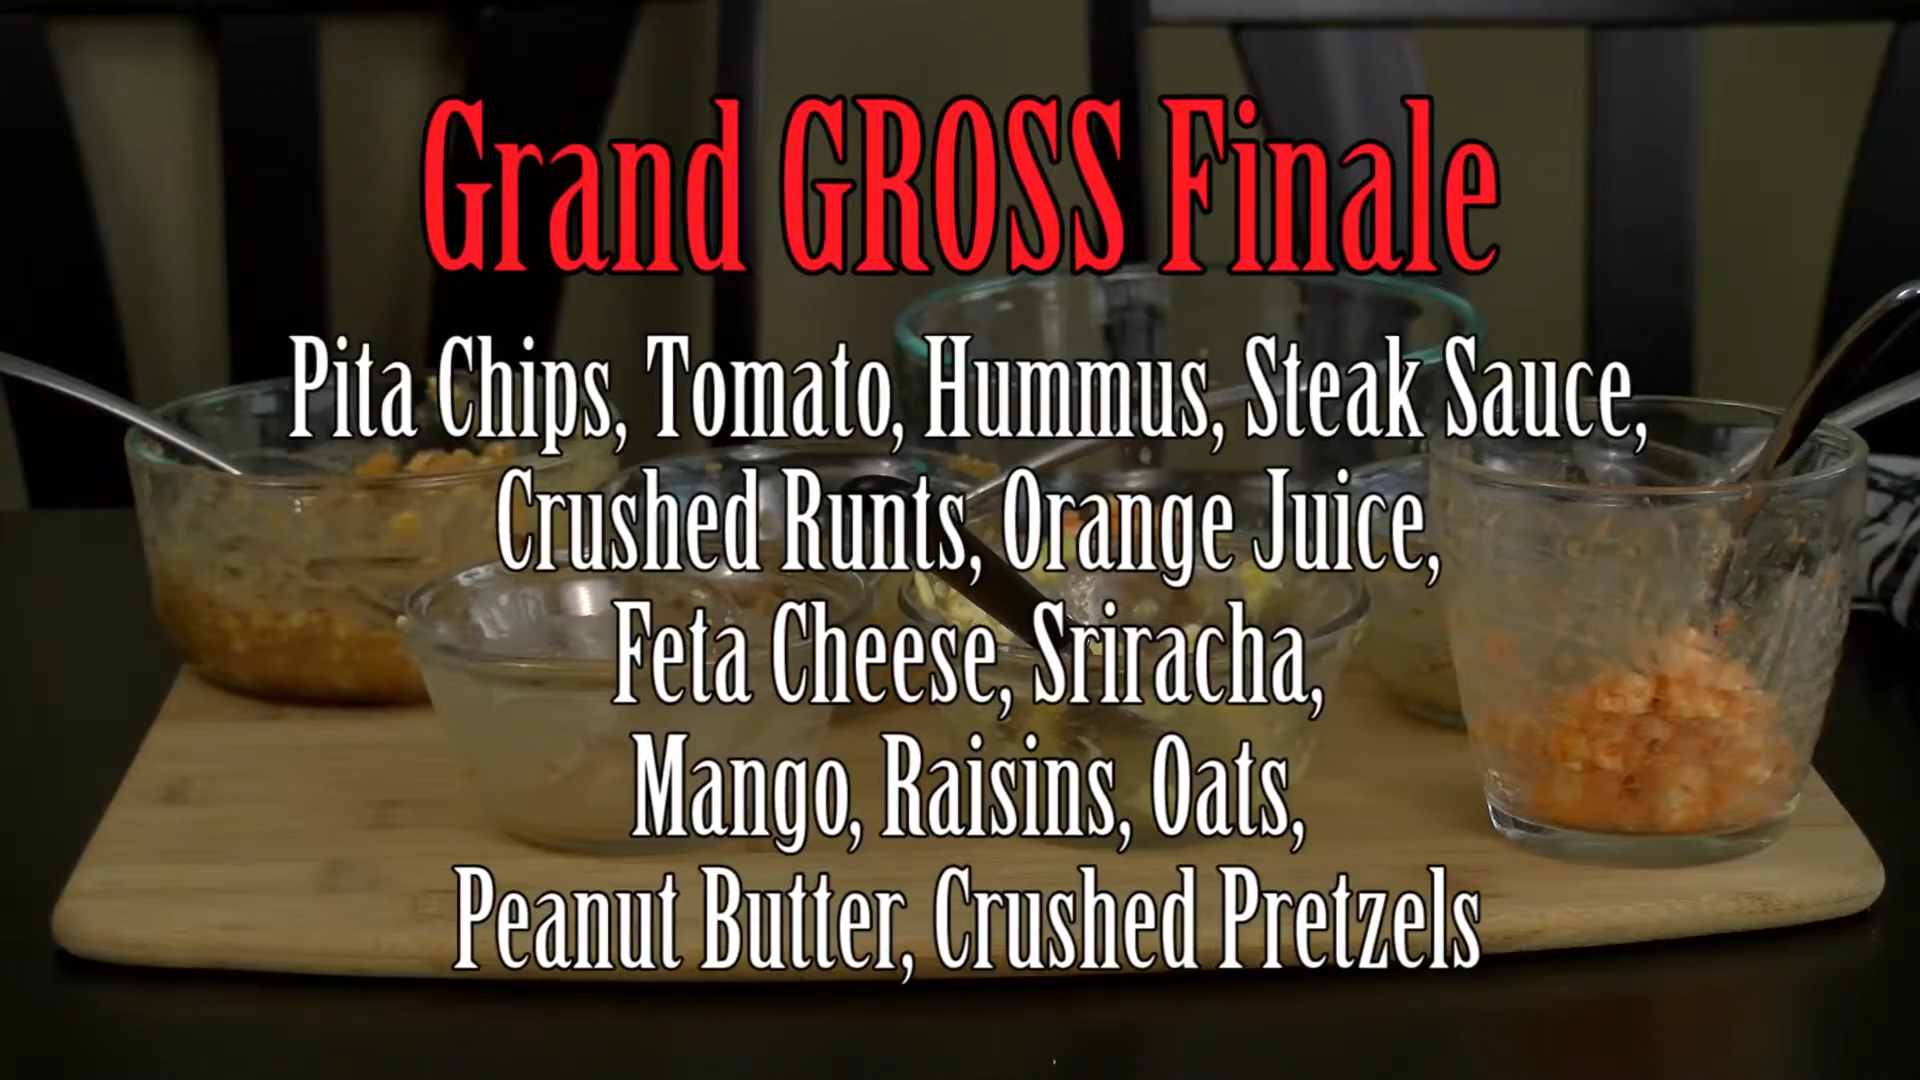 Grand GROSS Finale
Pita Chips, Tomato, Hummus, Steak Sauce,
Crushed Runts, Orange Juice,
Feta Cheese, Sriracha,
Mango, Raisins, Oats,
Peanut Butter, Crushed Pretzels